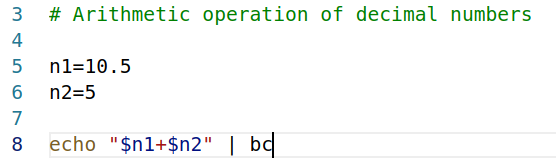 3 # Arithmetic operation of decimal numbers
4
5 n1=10.5
6 n2=5
7
8 echo "$n1+$n2" | bc